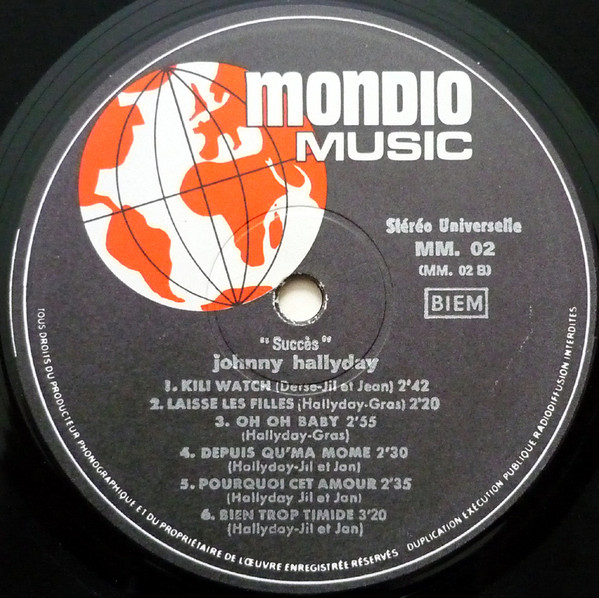 MONDIO
MUSIC
Stéréo Universelle
MM. 02
(MM. 02 B)
BIEM
"Succès"
johnny hallyday
1. KILI WATCH (Derse-Jil et Jean) 2'42
2. LAISSE LES FILLES (Hallyday-Gras) 2'20
3. OH OH BABY 2'55
(Hallyday-Gras)
4. DEPUIS QU'MA MOME 2'30
(Hallyday-Jil et Jan)
5. POURQUOI CET AMOUR 2'35
(Hallyday Jil et Jan)
6. BIEN TROP TIMIDE 3'20
(Hallyday-Jil et Jan)
TOUS DROITS DU PRODUCTEUR PHONOGRAPHIQUE ET DU PROPRIÉTAIRE DE L'ŒUVRE ENREGISTRÉE RÉSERVÉS DUPLICATION EXÉCUTION PUBLIQUE RADIODIFFUSION INTERDITES